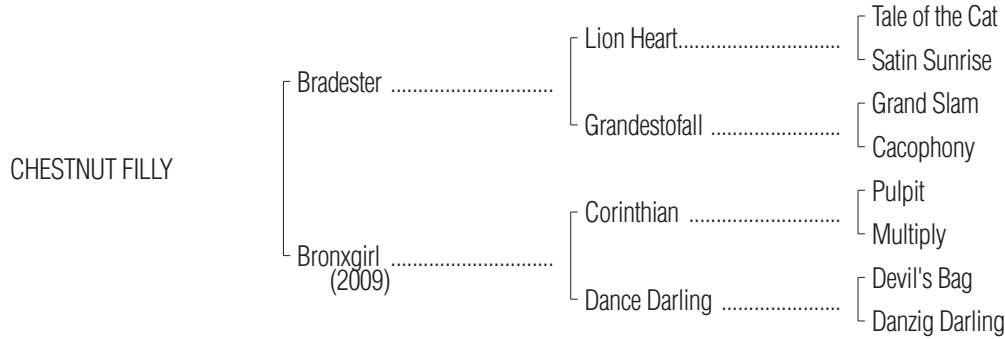 Tale of the Cat
Lion Heart.............................
Satin Sunrise
Bradester .............................
Grand Slam
Grandestofall .......................
Cacophony
CHESTNUT FILLY
Pulpit
Corinthian ...........................
Multiply
Bronxgirl .............................
(2009)
Devil's Bag
Dance Darling .....................
Danzig Darling